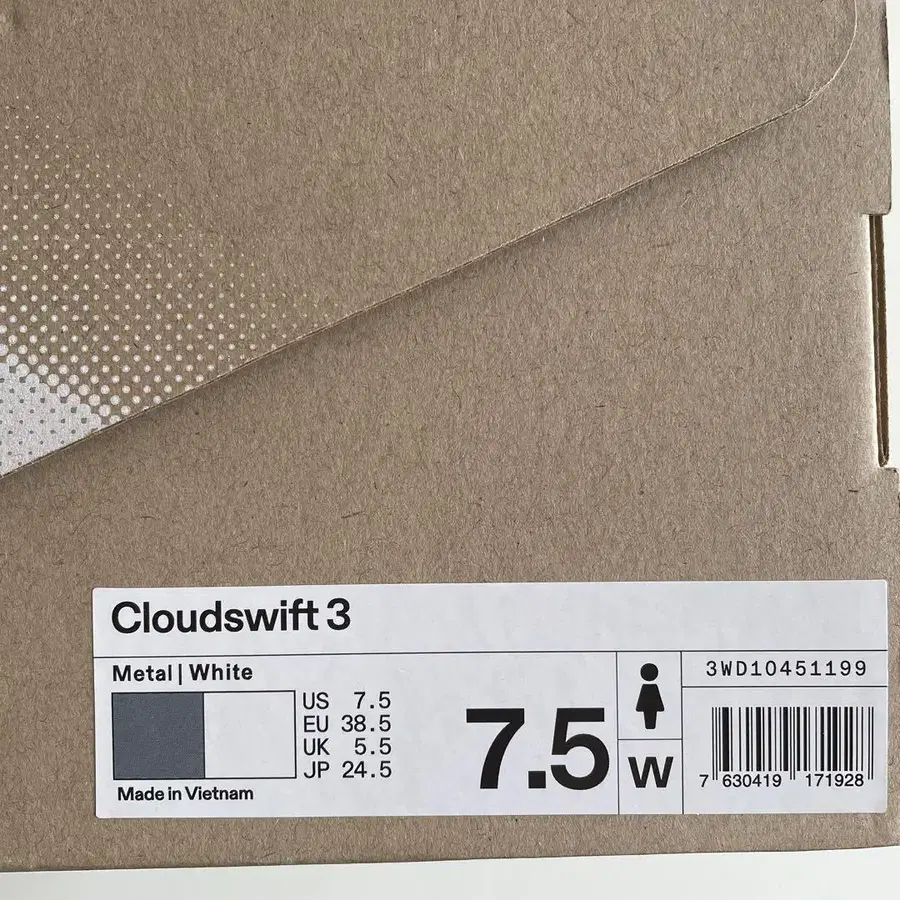 Cloudswift 3
Metal | White
US 7.5
EU 38.5
UK 5.5
JP 24.5
Made in Vietnam
7.5
W
3WD10451199
7 630419 171928